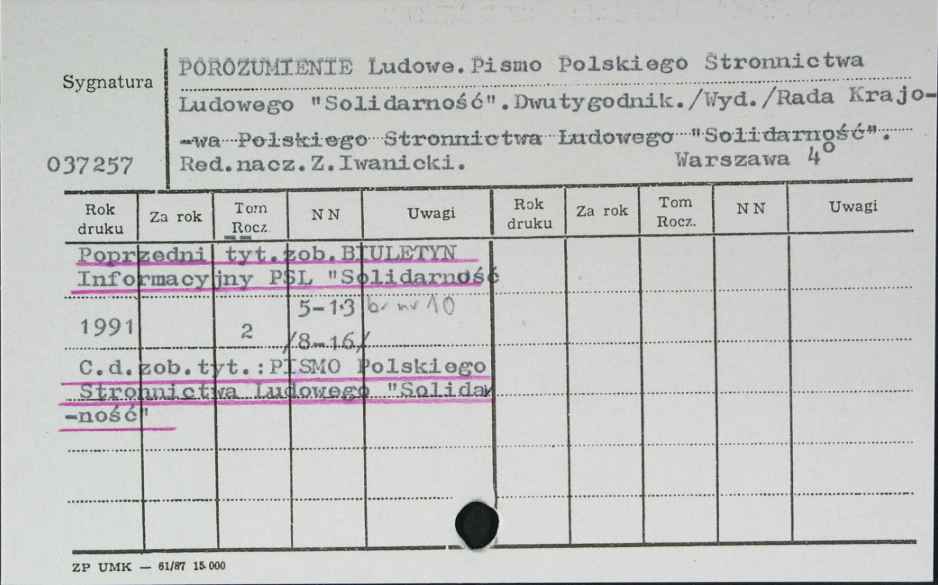 POROZUMIENIE Ludowe.Pismo Polskiego Stronnictwa
Sygnatura
Ludowego "Solidarność".Dwutygodnik./Wyd./Rada Krajo-
-wa Polskiego Stronnictwa Ludowego "Solidarność".
037257 Red.nacz.Z.Iwanicki. Warszawa 4°
Rok druku Za rok Tom Rocz. NN Uwagi Rok druku Za rok Tom Rocz. NN Uwagi
Poprzedni tyt.zob.BIULETYN
Informacyjny PSL "Solidarność
5-13 br nr 10
1991 2
/8-16/
C.d.zob.tyt.:PISMO Polskiego
Stronnictwa Ludowego "Solidar
-ność"
ZP UMK — 61/87 15.000